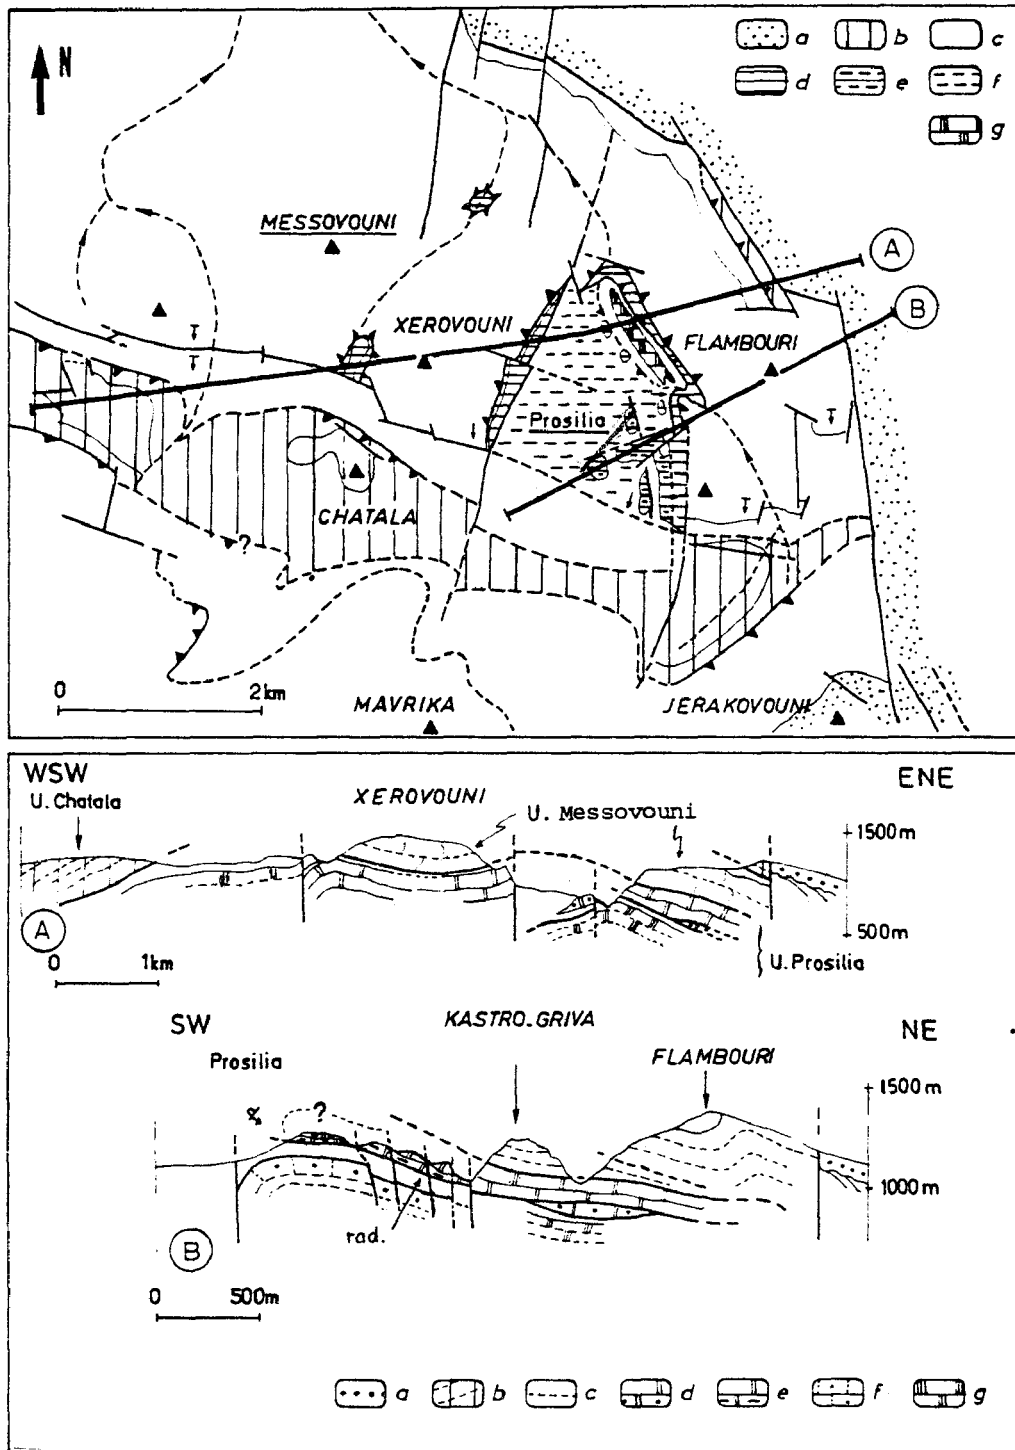 N
a b c
d e f
g
MESSOVOUNI
A
B
XEROVOUNI
FLAMBOURI
Prosilia
CHATALA
?
0 2km
MAVRIKA
JERAKOVOUNI
WSW
ENE
U. Chatala
XEROVOUNI
U. Messovouni
1500m
500m
A
U. Prosilia
0 1km
KASTRO-GRIVA
SW
NE
Prosilia
FLAMBOURI
1500 m
?
1000m
rad.
B
0 500m
a b c d e f g